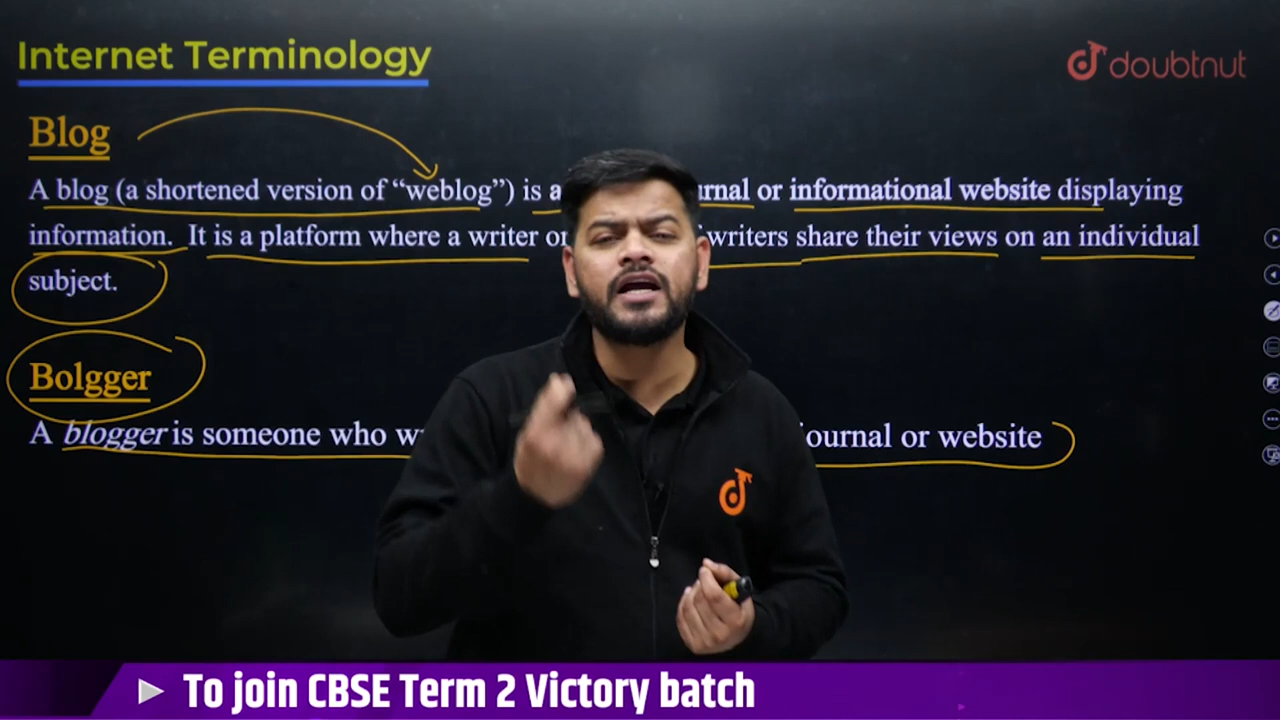 Internet Terminology
doubtnut
Blog
A blog (a shortened version of “weblog”) is a or informational website displaying
information. It is a platform where a writer writers share their views on an individual
subject.
Bolgger
A blogger is someone who journal or website
To join CBSE Term 2 Victory batch